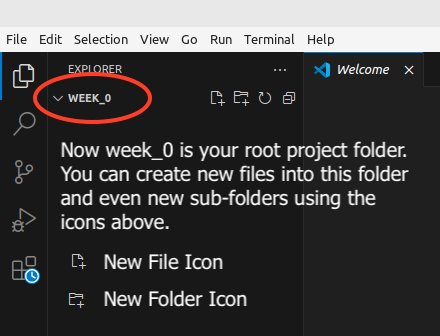 File Edit Selection View Go Run Terminal Help
EXPLORER ... Welcome ×
WEEK_0
Now week_0 is your root project folder.
You can create new files into this folder
and even new sub-folders using the
icons above.
New File Icon
New Folder Icon